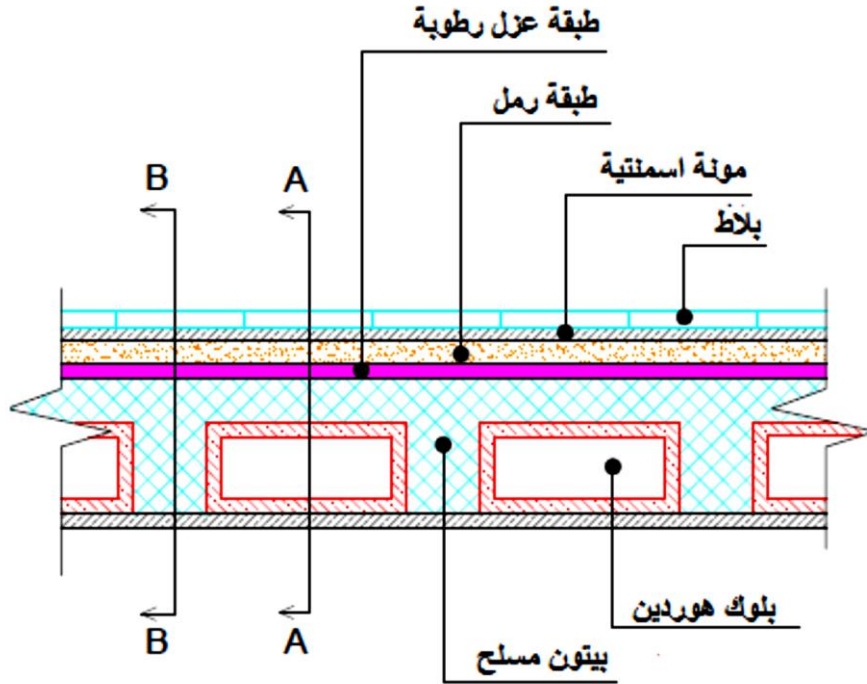 طبقة عزل رطوبة
طبقة رمل
مونة اسمنتية
بلاط
B
A
B
A
بلوك هوردين
بيتون مسلح